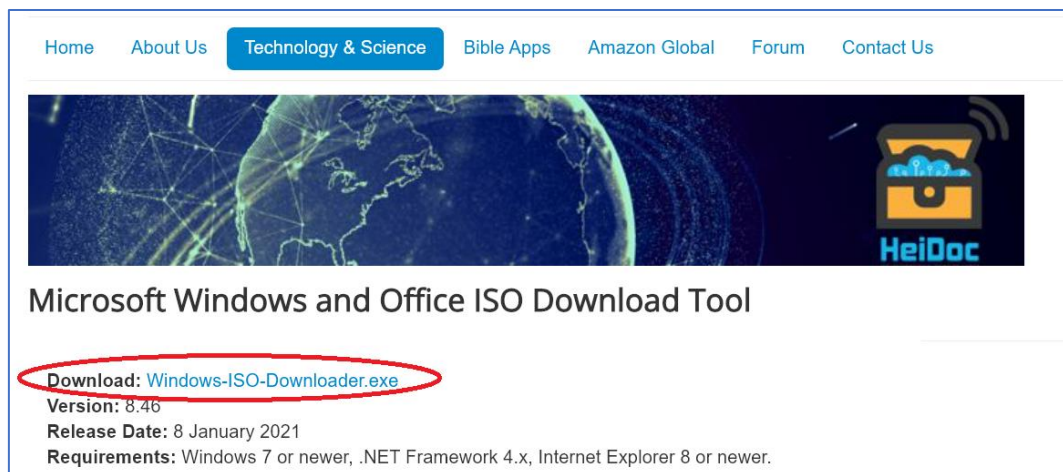 Home About Us Technology & Science Bible Apps Amazon Global Forum Contact Us
HeiDoc
Microsoft Windows and Office ISO Download Tool
Download: Windows-ISO-Downloader.exe
Version: 8.46
Release Date: 8 January 2021
Requirements: Windows 7 or newer, .NET Framework 4.x, Internet Explorer 8 or newer.